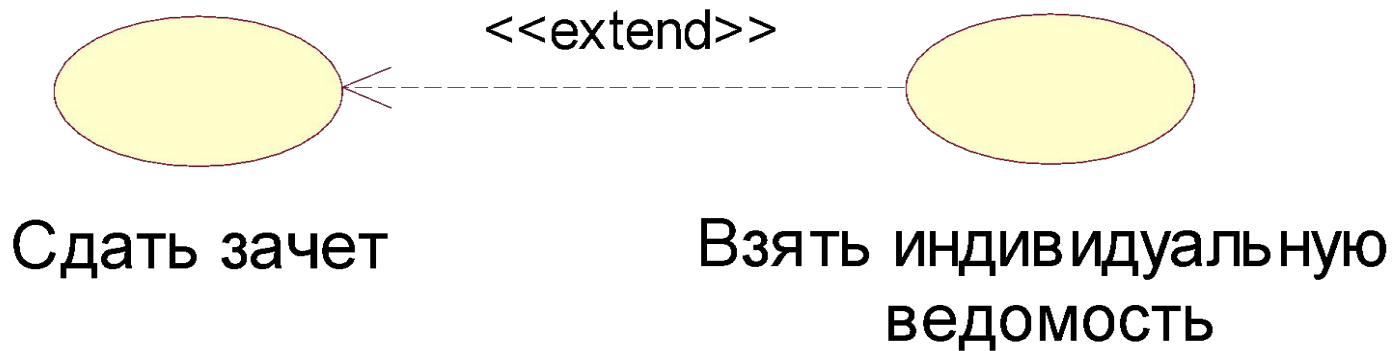 <<extend>>
Сдать зачет
Взять индивидуальную
ведомость